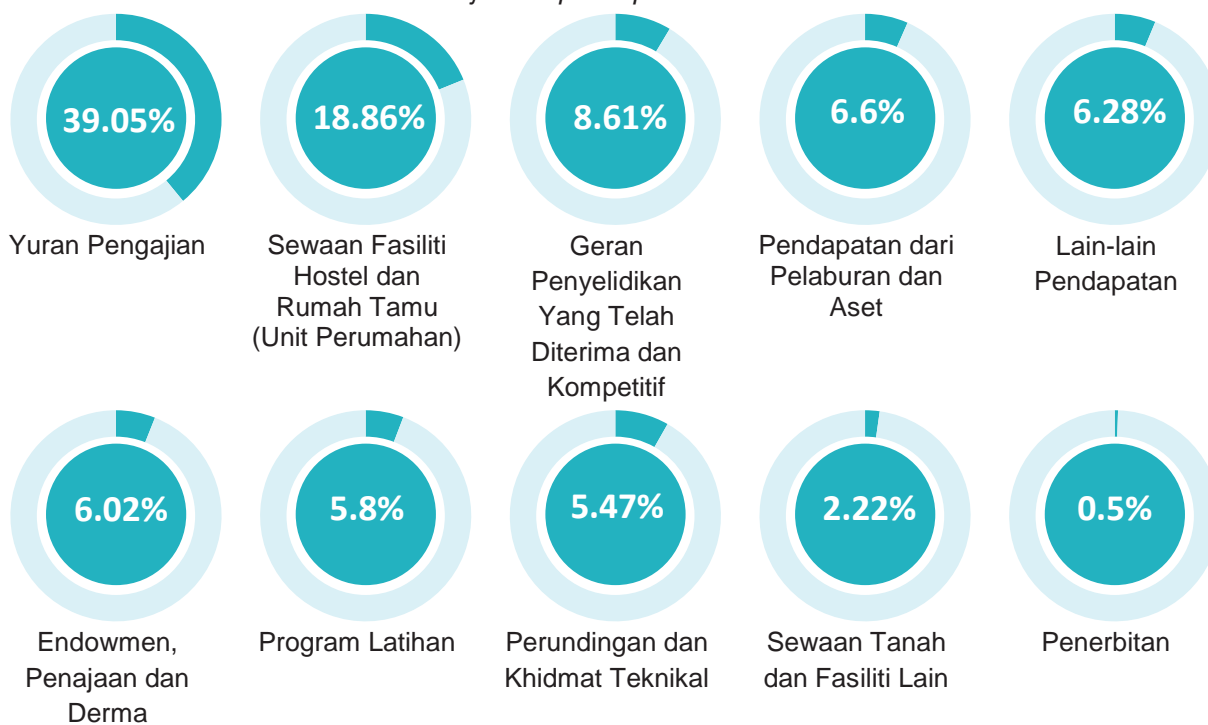 39.05%
18.86%
8.61%
6.6%
6.28%
Yuran Pengajian
Sewaan Fasiliti
Hostel dan
Rumah Tamu
(Unit Perumahan)
Geran
Penyelidikan
Yang Telah
Diterima dan
Kompetitif
Pendapatan dari
Pelaburan dan
Aset
Lain-lain
Pendapatan
6.02%
5.8%
5.47%
2.22%
0.5%
Endowmen,
Penajaan dan
Derma
Program Latihan
Perundingan dan
Khidmat Teknikal
Sewaan Tanah
dan Fasiliti Lain
Penerbitan